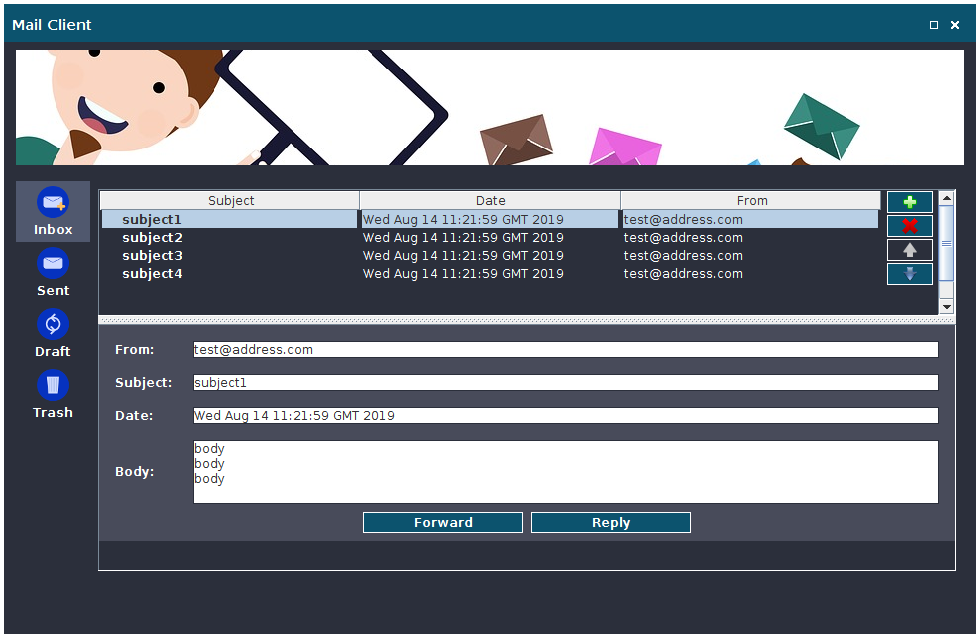 Mail Client
Inbox
Sent
Draft
Trash
Subject Date From
subject1 Wed Aug 14 11:21:59 GMT 2019 test@address.com
subject2 Wed Aug 14 11:21:59 GMT 2019 test@address.com
subject3 Wed Aug 14 11:21:59 GMT 2019 test@address.com
subject4 Wed Aug 14 11:21:59 GMT 2019 test@address.com
From: test@address.com
Subject: subject1
Date: Wed Aug 14 11:21:59 GMT 2019
Body:
body
body
body
Forward Reply